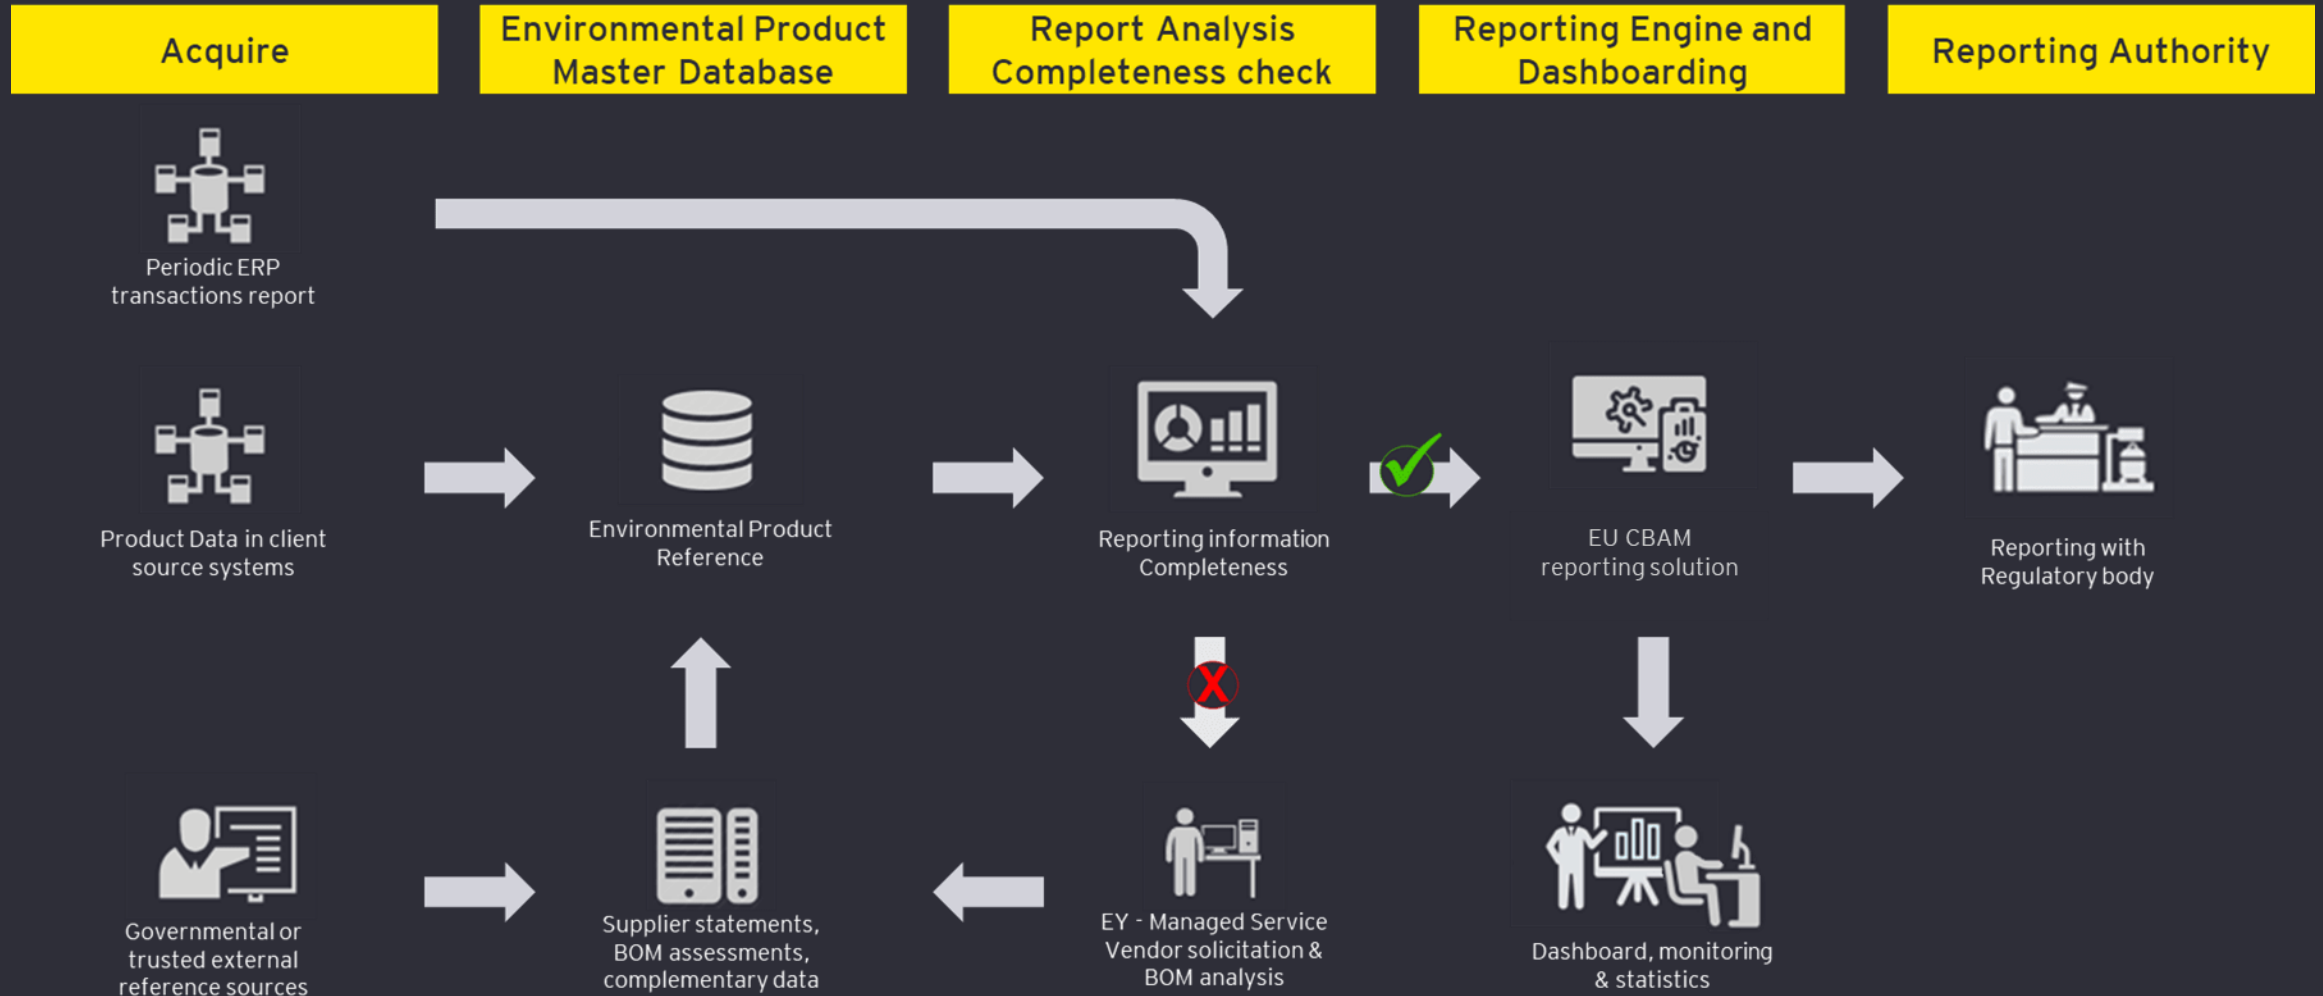 Acquire
Environmental Product
Master Database
Report Analysis
Completeness check
Reporting Engine and
Dashboarding
Reporting Authority
Periodic ERP
transactions report
Product Data in client
source systems
Environmental Product
Reference
Reporting information
Completeness
EU CBAM
reporting solution
Reporting with
Regulatory body
X
Governmental or
trusted external
reference sources
Supplier statements,
BOM assessments,
complementary data
EY - Managed Service
Vendor solicitation &
BOM analysis
Dashboard, monitoring
& statistics